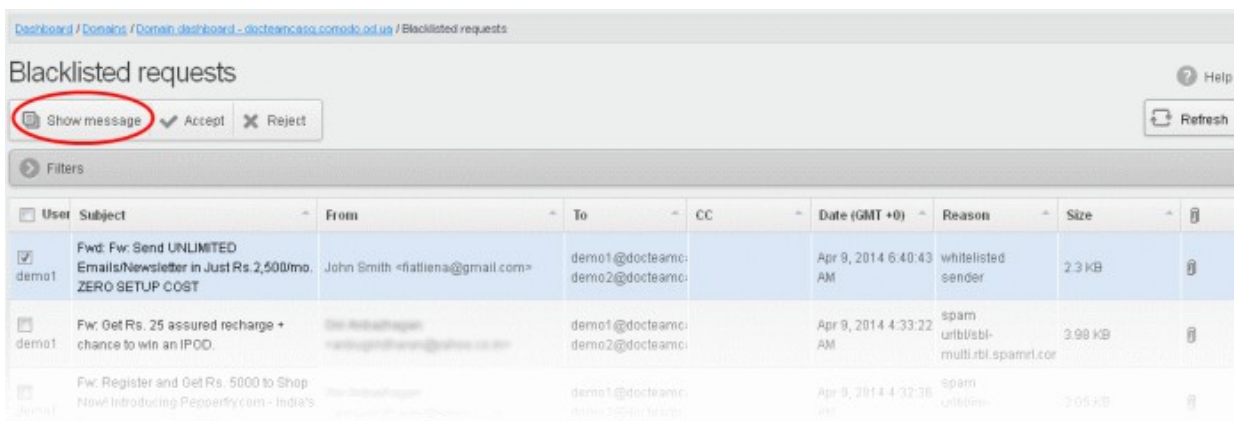 Dashboard / Domains / Domain dashboard - docteamcasg.comodo.od.ua / Blacklisted requests
Blacklisted requests
Help
Show message Accept Reject
Refresh
Filters
User Subject From To CC Date (GMT +0) Reason Size
demo1
Fwd: Fw: Send UNLIMITED
Emails/Newsletter in Just Rs.2,500/mo.
ZERO SETUP COST
John Smith <fiatliena@gmail.com>
demo1@docteamca
demo2@docteamca
Apr 9, 2014 6:40:43
AM
whitelisted
sender
2.3 KB
demo1
Fw: Get Rs. 25 assured recharge +
chance to win an IPOD.
demo1@docteamca
demo2@docteamca
Apr 9, 2014 4:33:22
AM
spam
urlbl/sbl-
multi.rbl.spamrl.cor
3.98 KB
Fw: Register and Get Rs. 5000 to Shop
Now! Introducing Pepperfry.com - India's
demo1@docteamc
Apr 9, 2014 4:32:36
spam